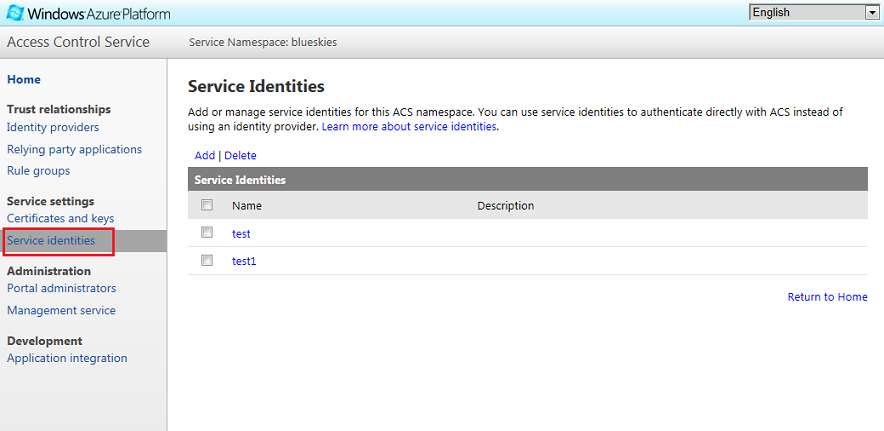 Windows Azure Platform
English
Access Control Service
Service Namespace: blueskies
Home
Trust relationships
Identity providers
Relying party applications
Rule groups
Service settings
Certificates and keys
Service identities
Administration
Portal administrators
Management service
Development
Application integration
Service Identities
Add or manage service identities for this ACS namespace. You can use service identities to authenticate directly with ACS instead of
using an identity provider. Learn more about service identities.
Add | Delete
Service Identities
Name Description
test
test1
Return to Home